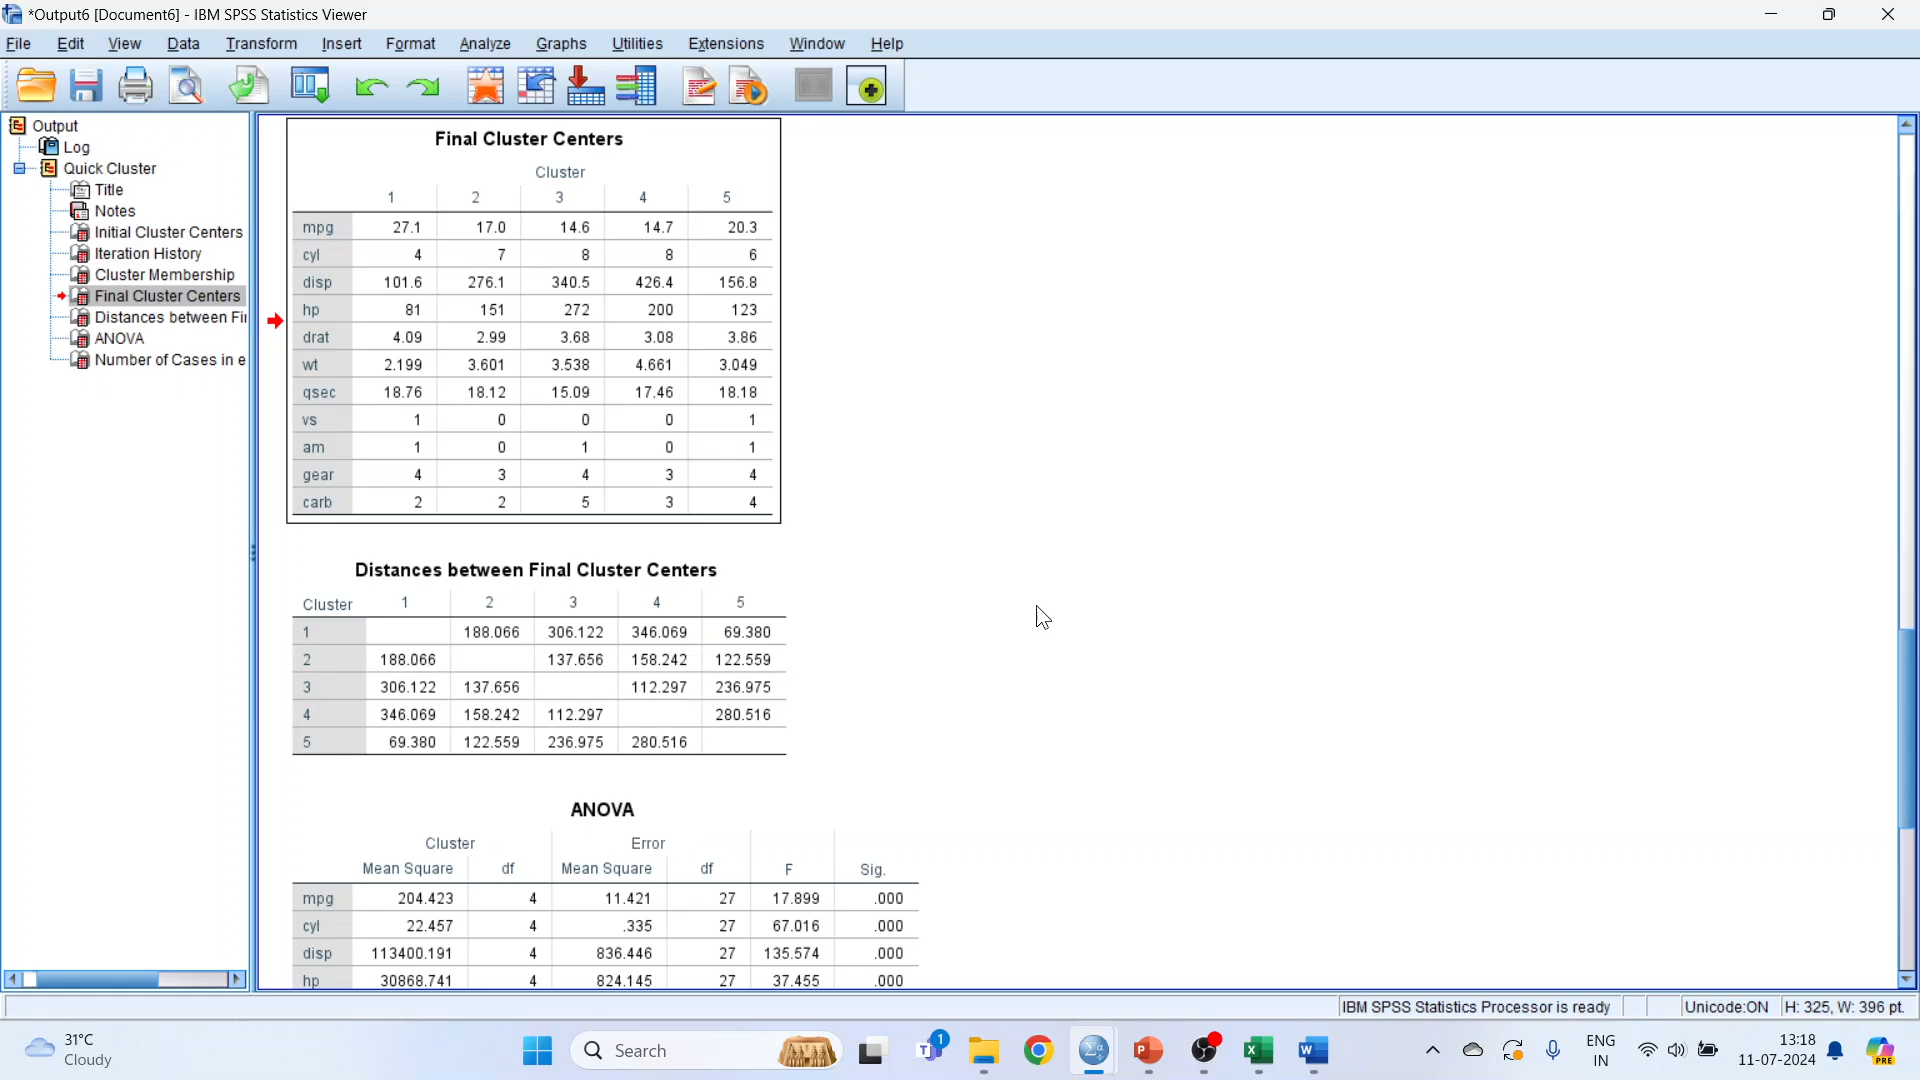 *Output6 [Document6] - IBM SPSS Statistics Viewer
File Edit View Data Transform Insert Format Analyze Graphs Utilities Extensions Window Help
Output
Log
Quick Cluster
Title
Notes
Initial Cluster Centers
Iteration History
Cluster Membership
Final Cluster Centers
Distances between Fi
ANOVA
Number of Cases in e
Final Cluster Centers
Cluster
1 2 3 4 5
mpg 27.1 17.0 14.6 14.7 20.3
cyl 4 7 8 8 6
disp 101.6 276.1 340.5 426.4 156.8
hp 81 151 272 200 123
drat 4.09 2.99 3.68 3.08 3.86
wt 2.199 3.601 3.538 4.661 3.049
qsec 18.76 18.12 15.09 17.46 18.18
vs 1 0 0 0 1
am 1 0 1 0 1
gear 4 3 4 3 4
carb 2 2 5 3 4
Distances between Final Cluster Centers
Cluster 1 2 3 4 5
1 188.066 306.122 346.069 69.380
2 188.066 137.656 158.242 122.559
3 306.122 137.656 112.297 236.975
4 346.069 158.242 112.297 280.516
5 69.380 122.559 236.975 280.516
ANOVA
Cluster Error
Mean Square df Mean Square df F Sig.
mpg 204.423 4 11.421 27 17.899 .000
cyl 22.457 4 .335 27 67.016 .000
disp 113400.191 4 836.446 27 135.574 .000
hp 30868.741 4 824.145 27 37.455 .000
IBM SPSS Statistics Processor is ready Unicode:ON H: 325, W: 396 pt.
31°C
Cloudy
Search
1
ENG
IN
13:18
11-07-2024
PRE